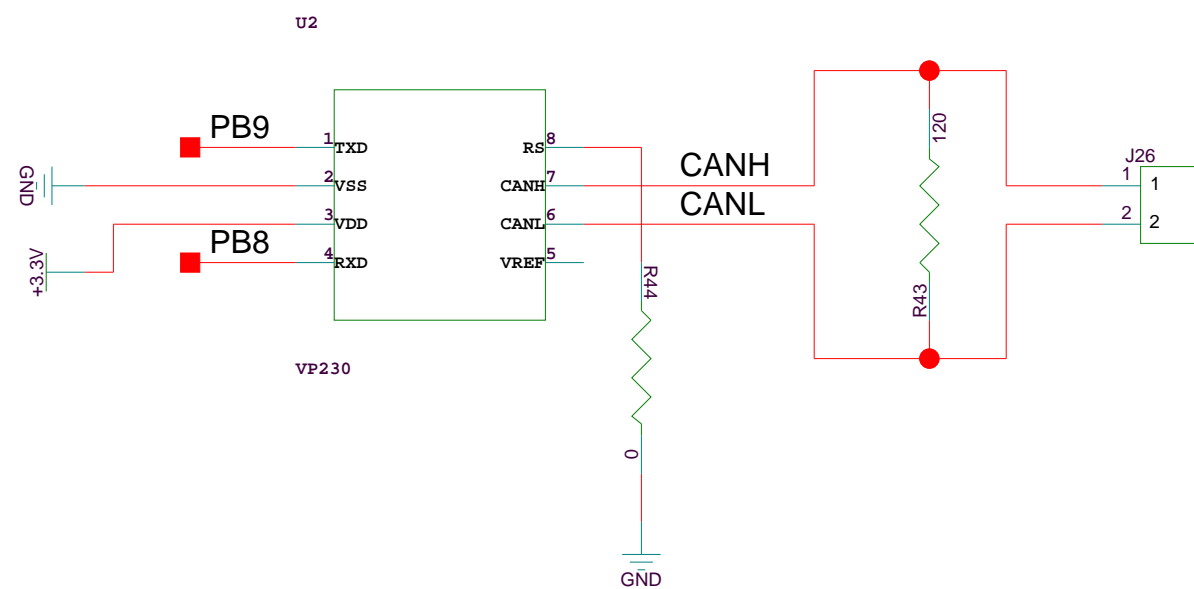 U2
PB9
1
TXD
8
RS
GND
2
VSS
7
CANH
CANH
J26
1
1
3
VDD
6
CANL
CANL
2
2
+3.3V
PB8
4
RXD
5
VREF
120
R43
R44
0
VP230
GND